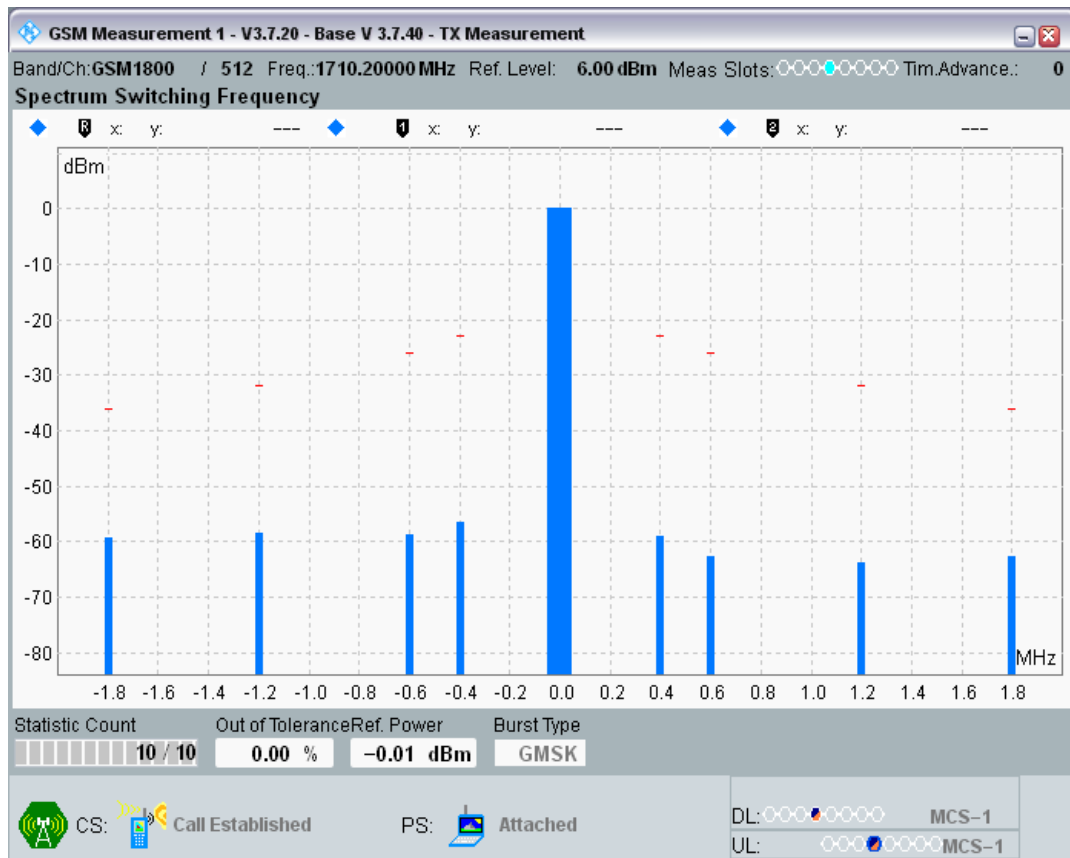 GSM Measurement 1 - V3.7.20 - Base V 3.7.40 - TX Measurement
Band/Ch:GSM1800 / 512 Freq.:1710.20000 MHz Ref. Level: 6.00 dBm Meas Slots: Tim.Advance.: 0
Spectrum Switching Frequency
R x: y: --- 1 x: y: --- 2 x: y: ---
dBm
0
-10
-20
-30
-40
-50
-60
-70
-80
MHz
-1.8 -1.6 -1.4 -1.2 -1.0 -0.8 -0.6 -0.4 -0.2 0.0 0.2 0.4 0.6 0.8 1.0 1.2 1.4 1.6 1.8
Statistic Count Out of Tolerance Ref. Power Burst Type
10 / 10 0.00 % −0.01 dBm GMSK
CS: Call Established PS: Attached
DL: MCS−1
UL: MCS−1